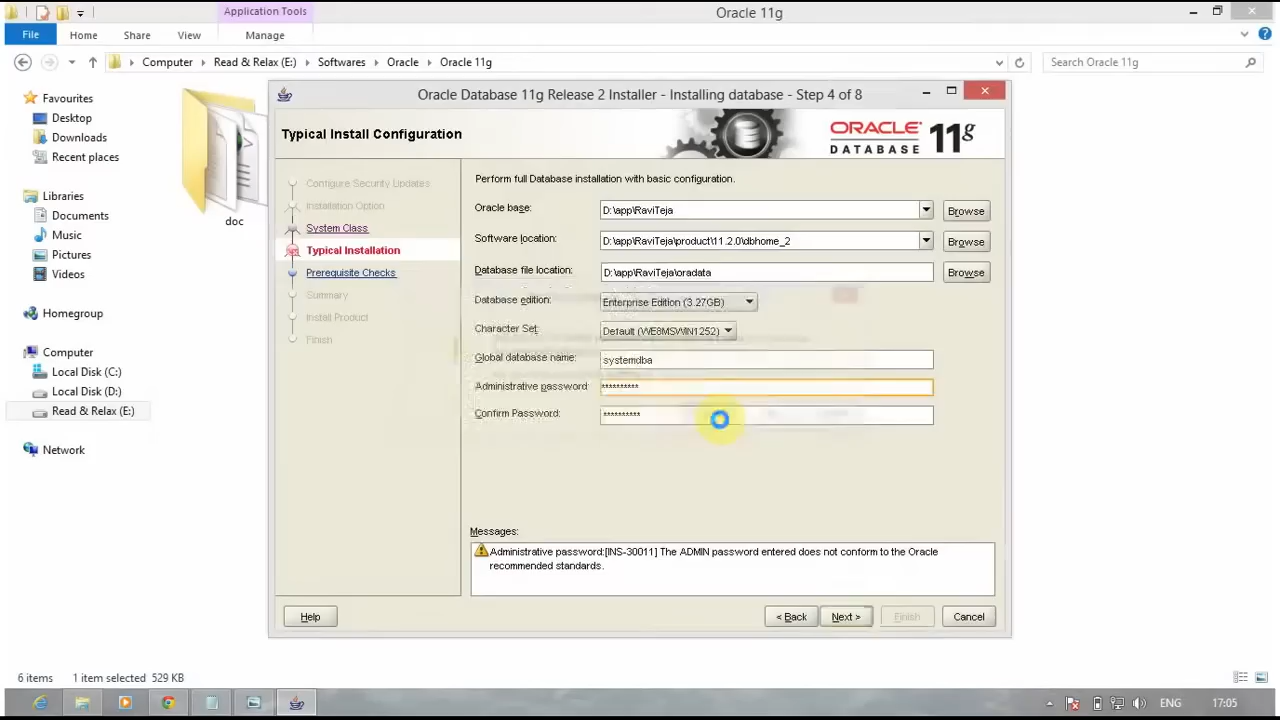 Application Tools
Oracle 11g
File
Home
Share
View
Manage
Computer
Read & Relax (E:)
Softwares
Oracle
Oracle 11g
Search Oracle 11g
Favourites
Desktop
Downloads
Recent places
Libraries
Documents
Music
Pictures
Videos
Homegroup
Computer
Local Disk (C:)
Local Disk (D:)
Read & Relax (E:)
Network
doc
Oracle Database 11g Release 2 Installer - Installing database - Step 4 of 8
Typical Install Configuration
ORACLE
DATABASE
11g
Configure Security Updates
Installation Option
System Class
Typical Installation
Prerequisite Checks
Summary
Install Product
Finish
Perform full Database installation with basic configuration.
Oracle base:
D:\app\RaviTeja
Browse
Software location:
D:\app\RaviTeja\product\11.2.0\dbhome_2
Browse
Database file location:
D:\app\RaviTeja\oradata
Browse
Database edition:
Enterprise Edition (3.27GB)
Character Set:
Default (WE8MSWIN1252)
Global database name:
systemdba
Administrative password:
**********
Confirm Password:
**********
Messages:
Administrative password:[INS-30011] The ADMIN password entered does not conform to the Oracle
recommended standards.
Help
< Back
Next >
Finish
Cancel
6 items
1 item selected 529 KB
ENG
17:05